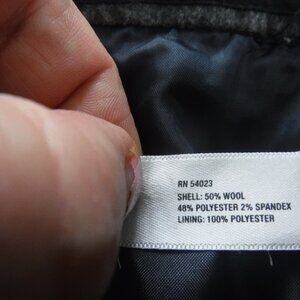 RN 54023
SHELL: 50% WOOL
48% POLYESTER 2% SPANDEX
LINING: 100% POLYESTER